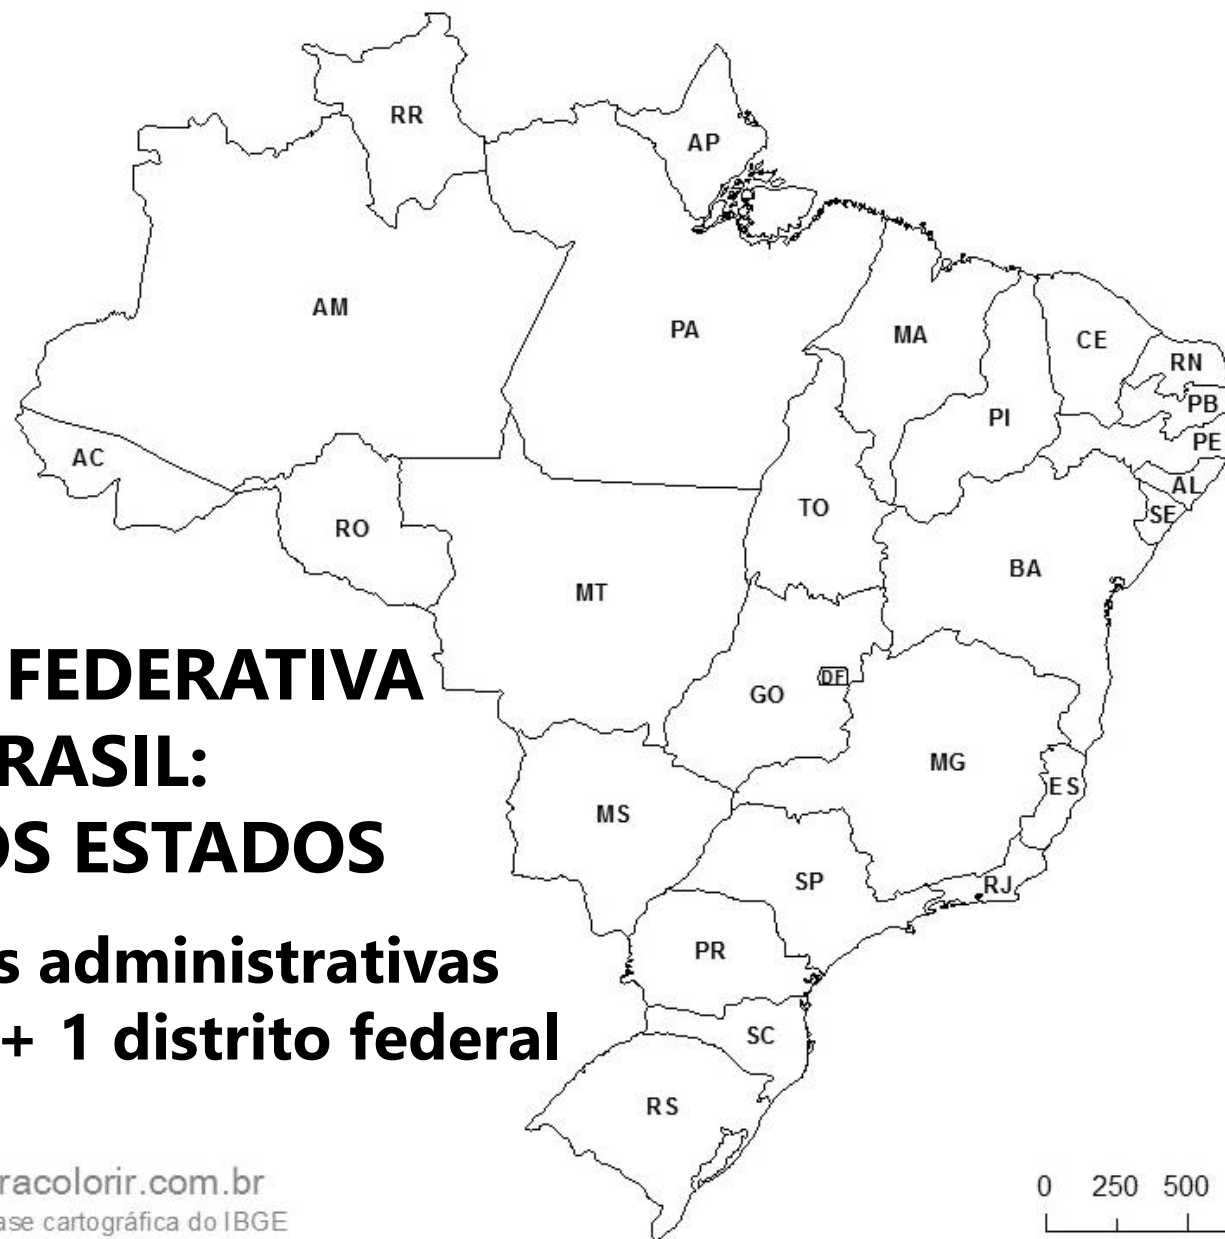 RR
AP
AM
PA
MA
CE
RN
PB
PI
PE
AC
AL
TO
SE
RO
BA
MT
FEDERATIVA
DF
GO
RASIL:
MG
ES
MS
OS ESTADOS
SP
RJ
PR
s administrativas
+ 1 distrito federal
SC
RS
racolorir.com.br
ase cartográfica do IBGE
0 250 500